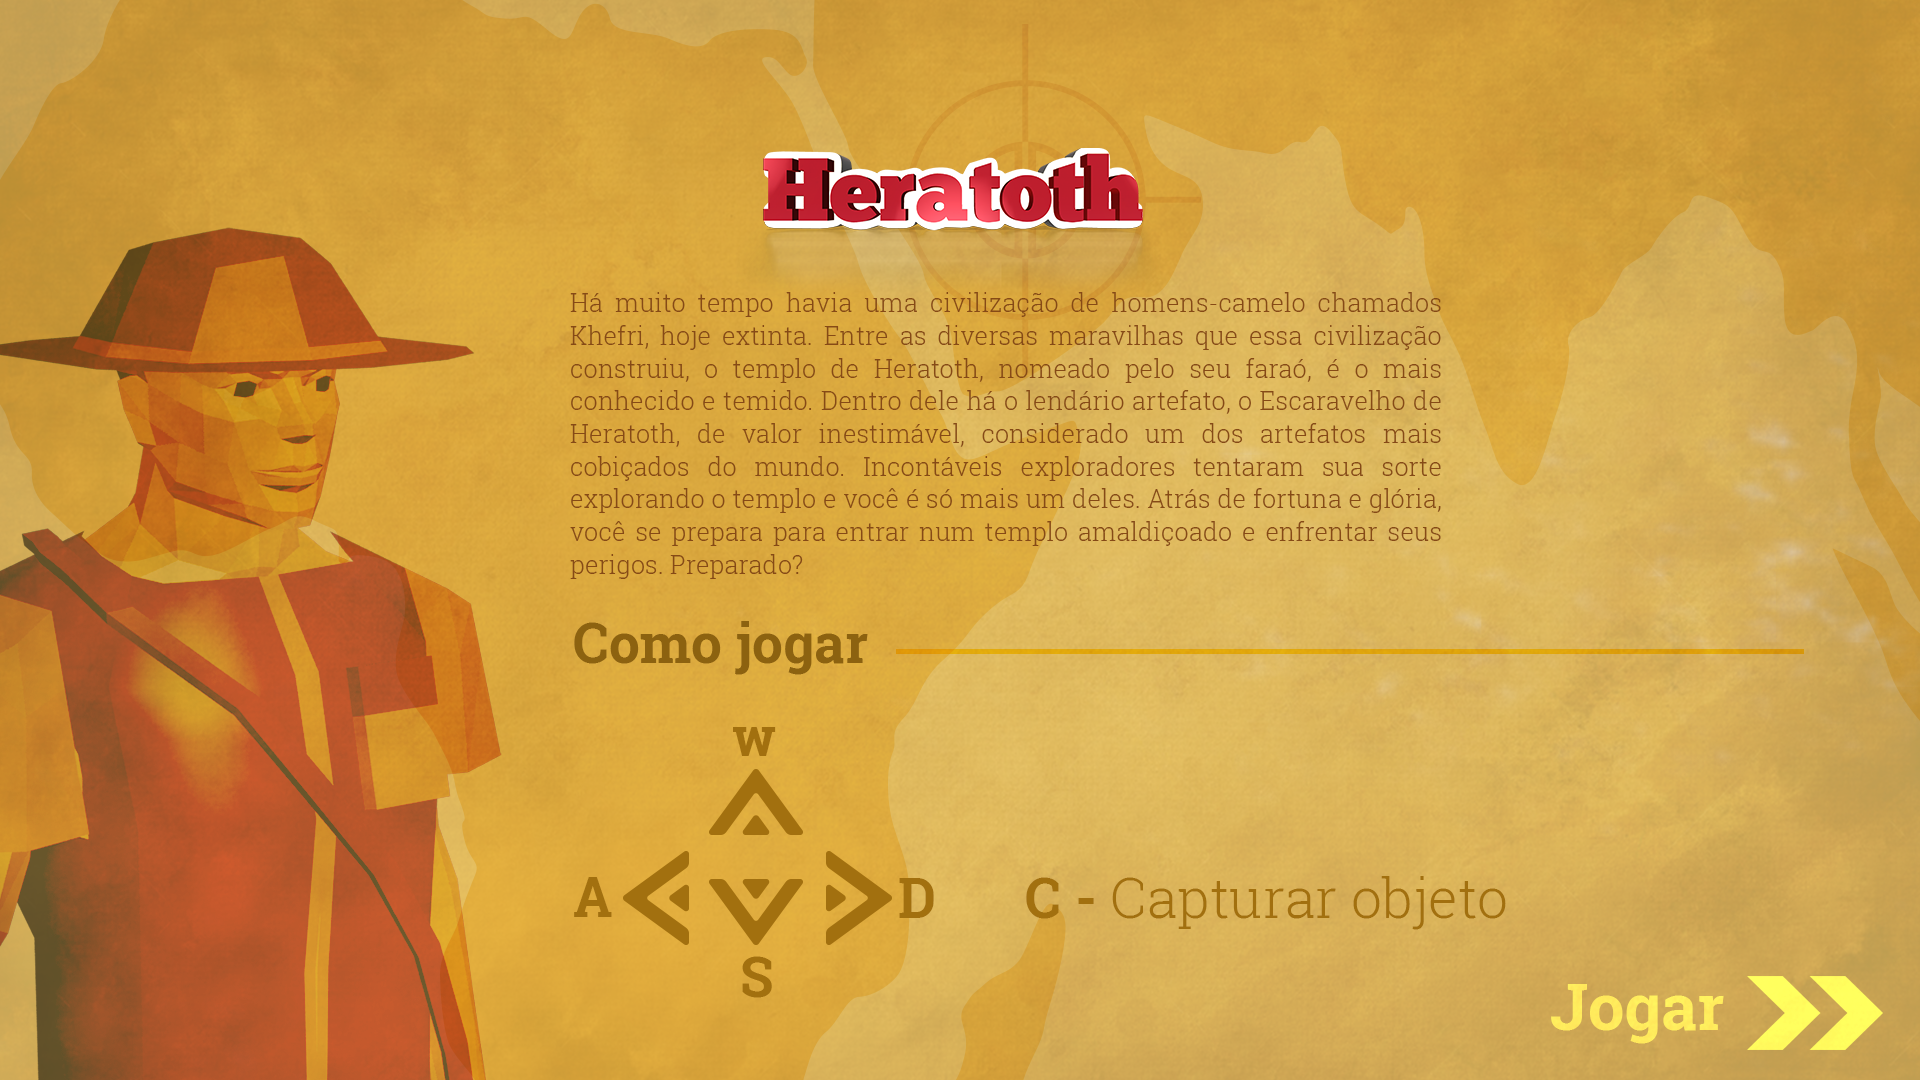 Heratoth
Há muito tempo havia uma civilização de homens-camelo chamados
Khefri, hoje extinta. Entre as diversas maravilhas que essa civilização
construiu, o templo de Heratoth, nomeado pelo seu faraó, é o mais
conhecido e temido. Dentro dele há o lendário artefato, o Escaravelho de
Heratoth, de valor inestimável, considerado um dos artefatos mais
cobiçados do mundo. Incontáveis exploradores tentaram sua sorte
explorando o templo e você é só mais um deles. Atrás de fortuna e glória,
você se prepara para entrar num templo amaldiçoado e enfrentar seus
perigos. Preparado?
Como jogar
W
A D
C - Capturar objeto
S
Jogar